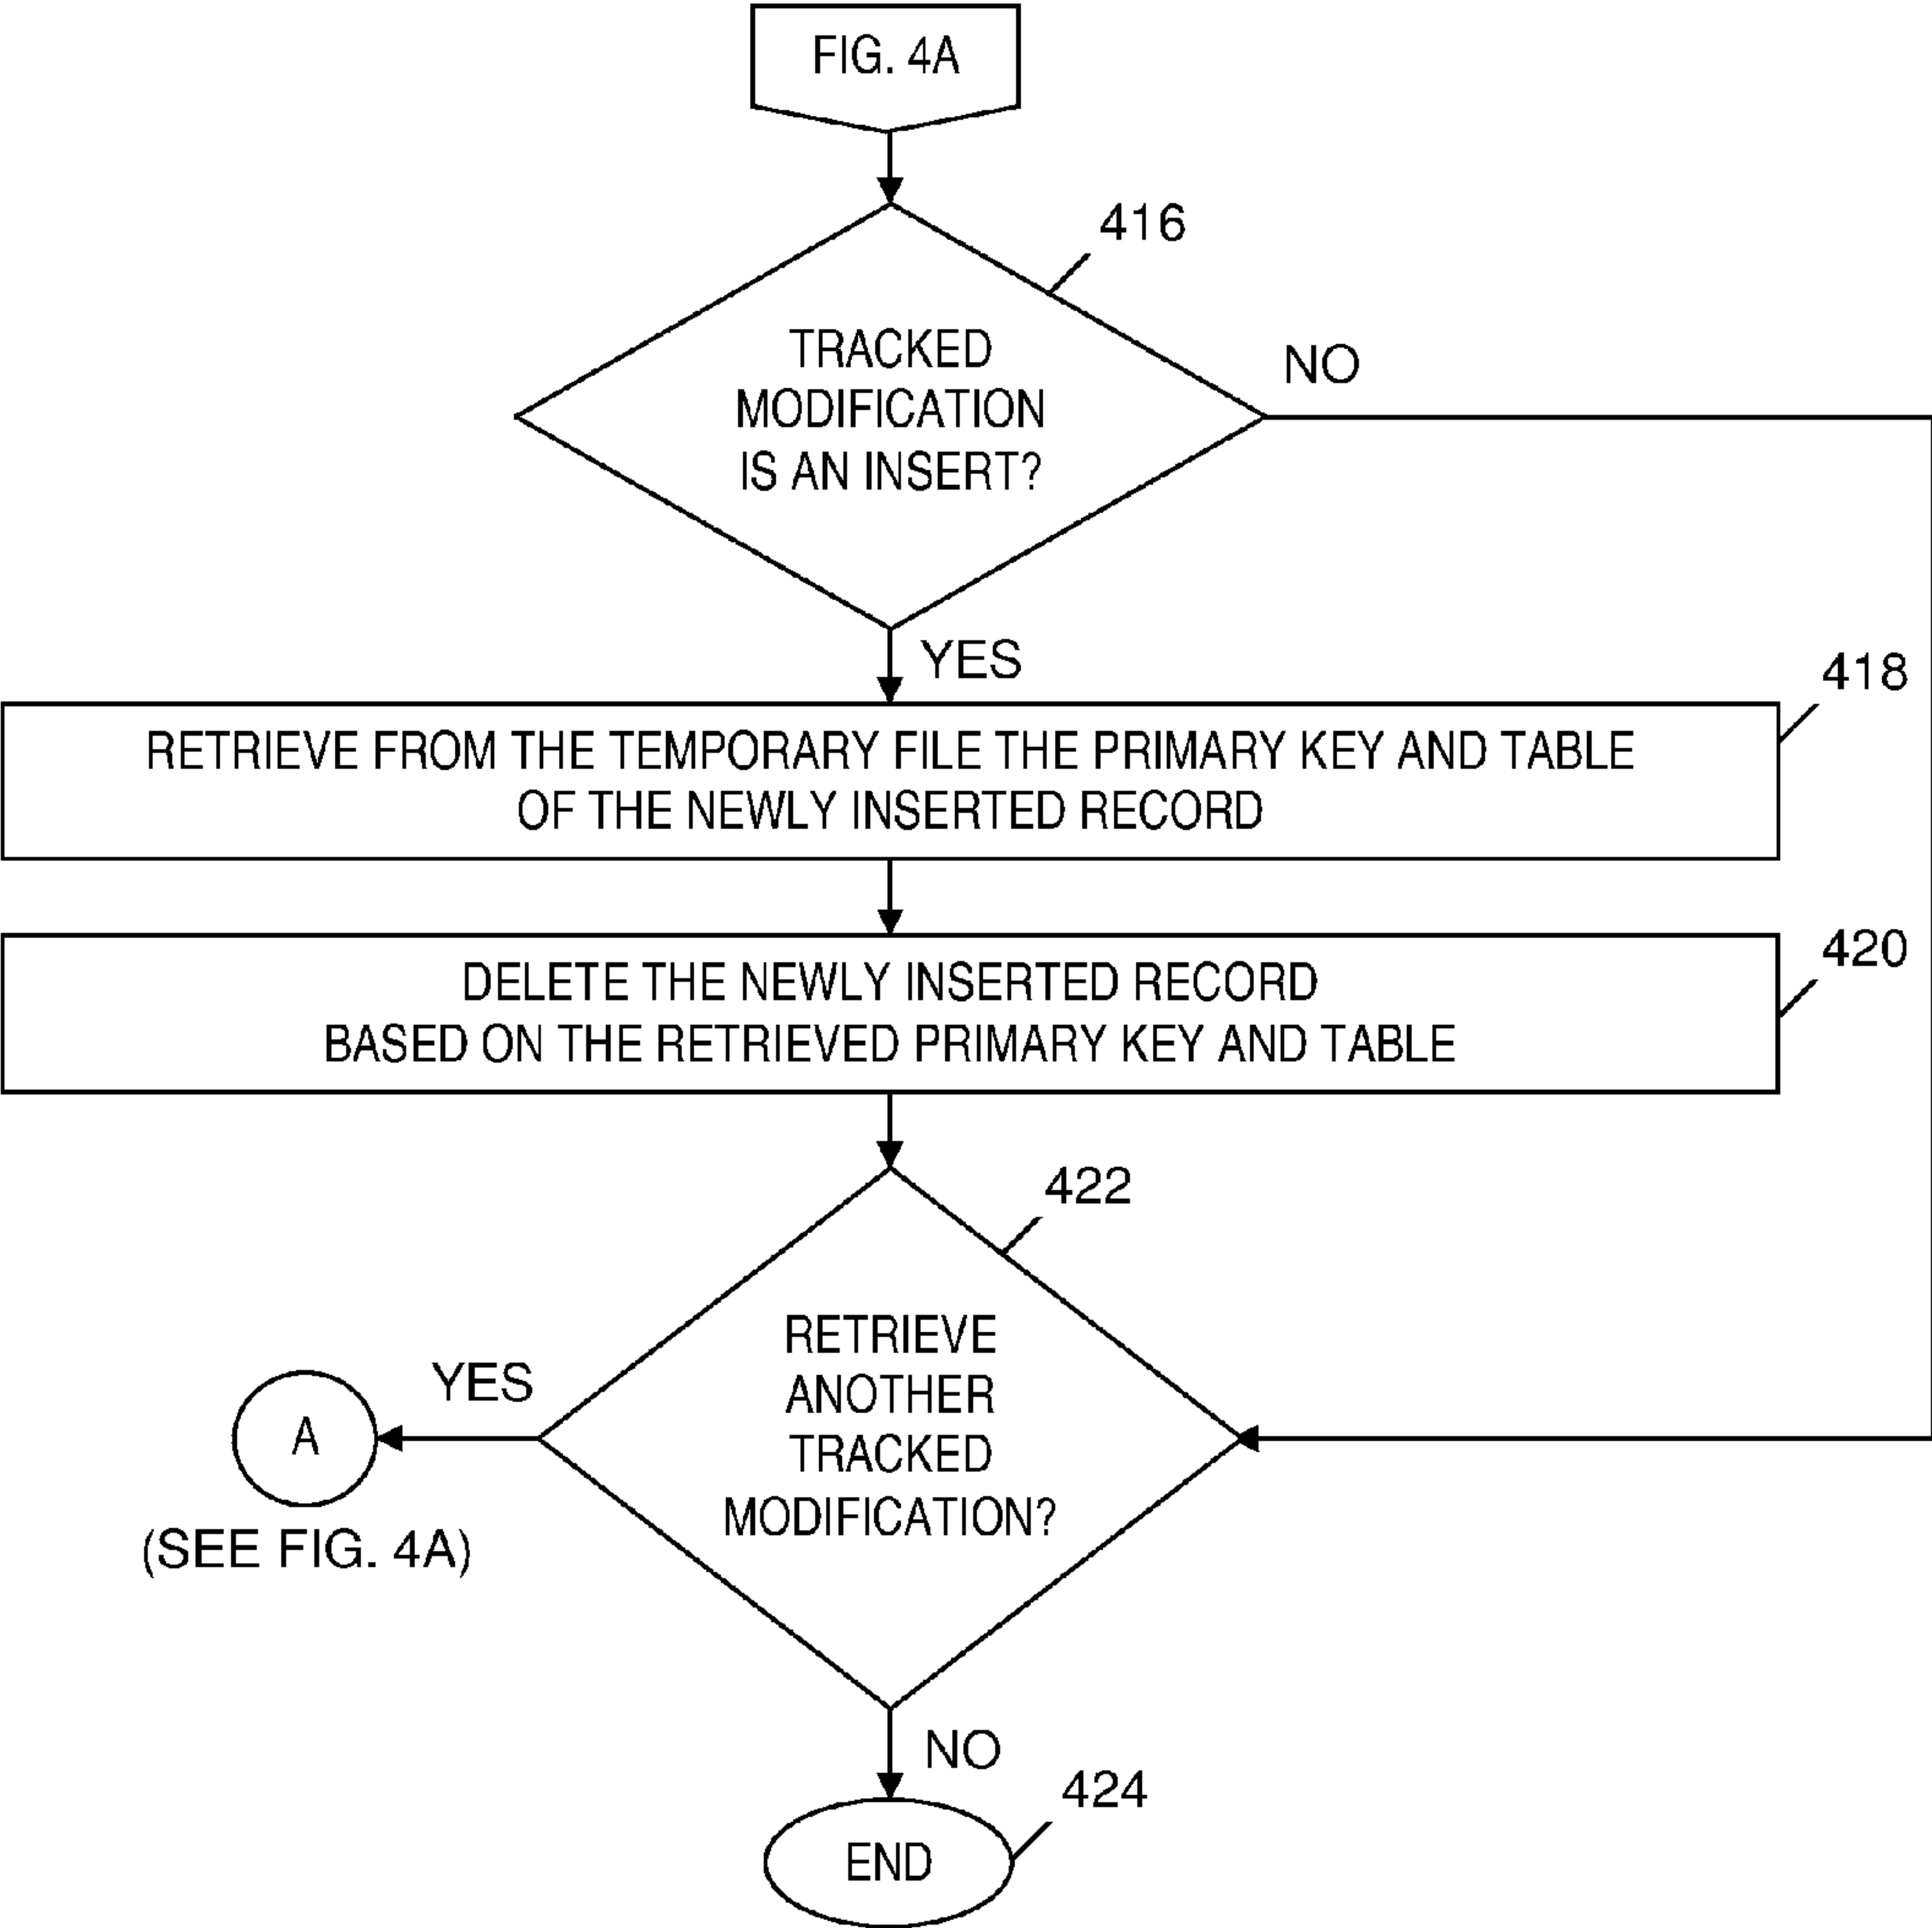 FIG. 4A
416
TRACKED
MODIFICATION
IS AN INSERT?
NO
YES
418
RETRIEVE FROM THE TEMPORARY FILE THE PRIMARY KEY AND TABLE
OF THE NEWLY INSERTED RECORD
420
DELETE THE NEWLY INSERTED RECORD
BASED ON THE RETRIEVED PRIMARY KEY AND TABLE
422
RETRIEVE
ANOTHER
TRACKED
MODIFICATION?
YES
A
(SEE FIG. 4A)
NO
424
END